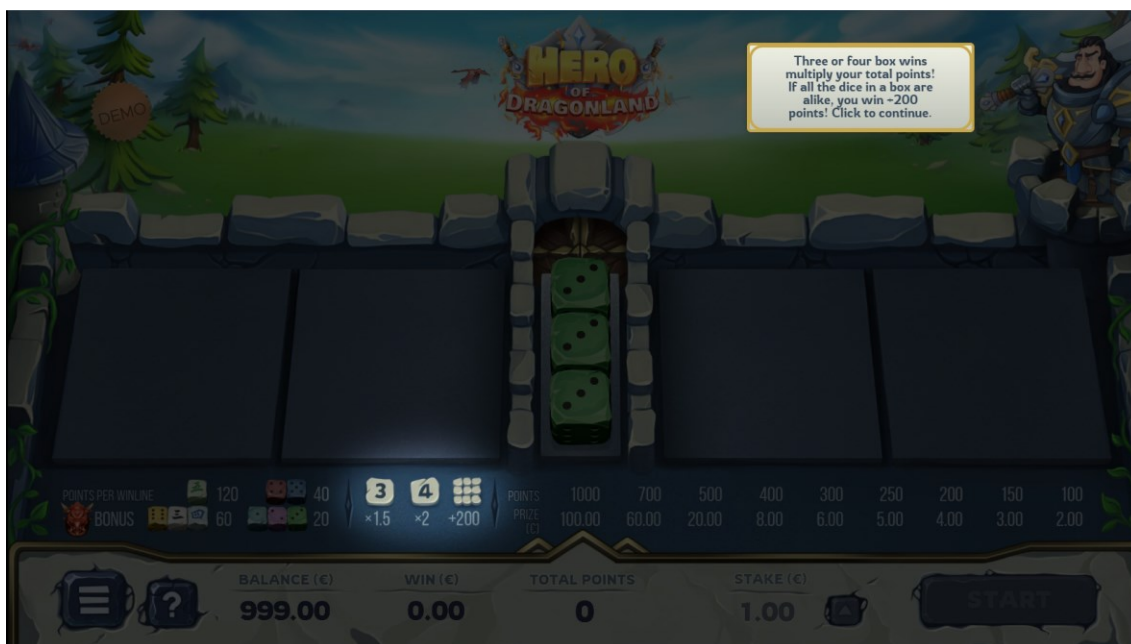 HERO
OF
DRAGONLAND
DEMO
Three or four box wins
multiply your total points!
If all the dice in a box are
alike, you win +200
points! Click to continue.
POINTS PER WINLINE 120 40
BONUS 60 20
3 4
×1.5 ×2 +200
POINTS 1000 700 500 400 300 250 200 150 100
PRIZE (€) 100.00 60.00 20.00 8.00 6.00 5.00 4.00 3.00 2.00
BALANCE (€) WIN (€) TOTAL POINTS STAKE (€)
? 999.00 0.00 0 1.00 START